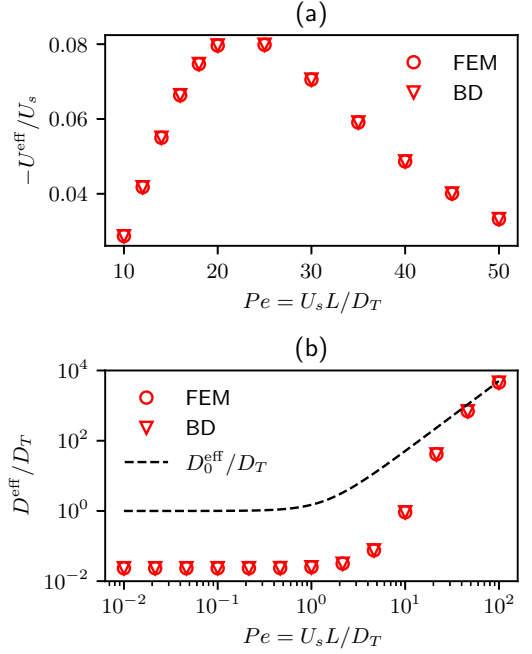 (a)
0.08
0.06
0.04
−U^eff/U_s
FEM
BD
10 20 30 40 50
Pe = U_sL/D_T
(b)
10^4
10^2
10^0
10^−2
D^eff/D_T
FEM
BD
D_0^eff/D_T
10^−2 10^−1 10^0 10^1 10^2
Pe = U_sL/D_T